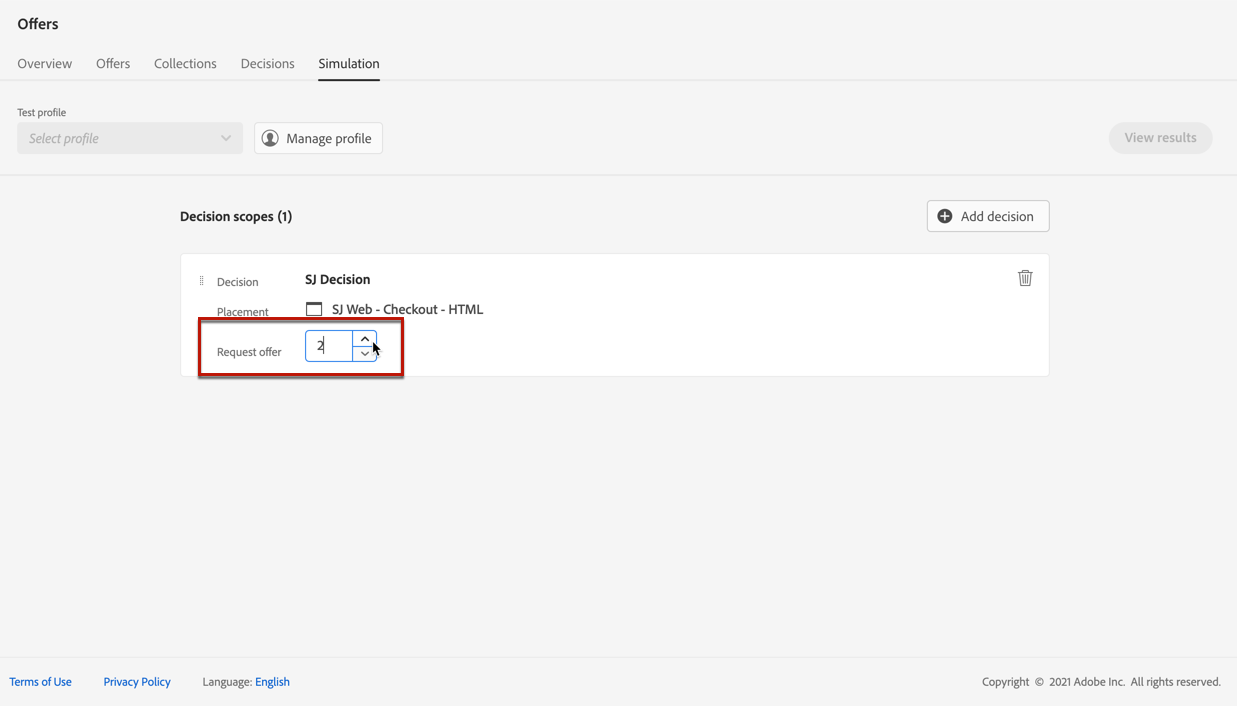 Offers
Overview Offers Collections Decisions Simulation
Test profile
Select profile Manage profile View results
Decision scopes (1) Add decision
Decision SJ Decision
Placement SJ Web - Checkout - HTML
Request offer 2
Terms of Use Privacy Policy Language: English Copyright © 2021 Adobe Inc. All rights reserved.